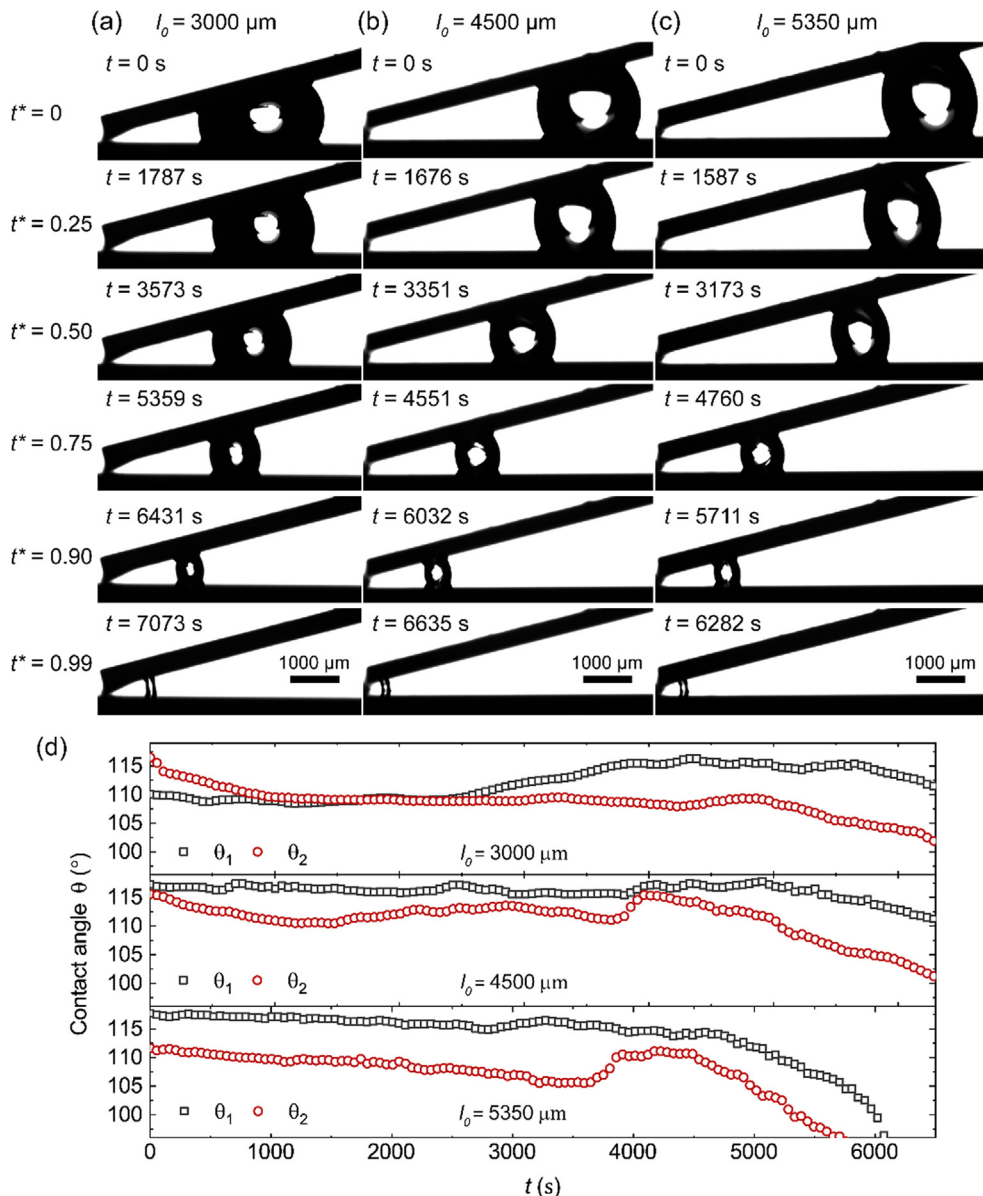 (a) l₀ = 3000 µm (b) l₀ = 4500 µm (c) l₀ = 5350 µm
t = 0 s t = 0 s t = 0 s
t* = 0
t = 1787 s t = 1676 s t = 1587 s
t* = 0.25
t = 3573 s t = 3351 s t = 3173 s
t* = 0.50
t = 5359 s t = 4551 s t = 4760 s
t* = 0.75
t = 6431 s t = 6032 s t = 5711 s
t* = 0.90
t = 7073 s t = 6635 s t = 6282 s
t* = 0.99
1000 µm 1000 µm 1000 µm
(d)
Contact angle θ (°)
115
110
105
100
θ₁ θ₂ l₀ = 3000 µm
115
110
105
100
θ₁ θ₂ l₀ = 4500 µm
115
110
105
100
θ₁ θ₂ l₀ = 5350 µm
0 1000 2000 3000 4000 5000 6000
t (s)